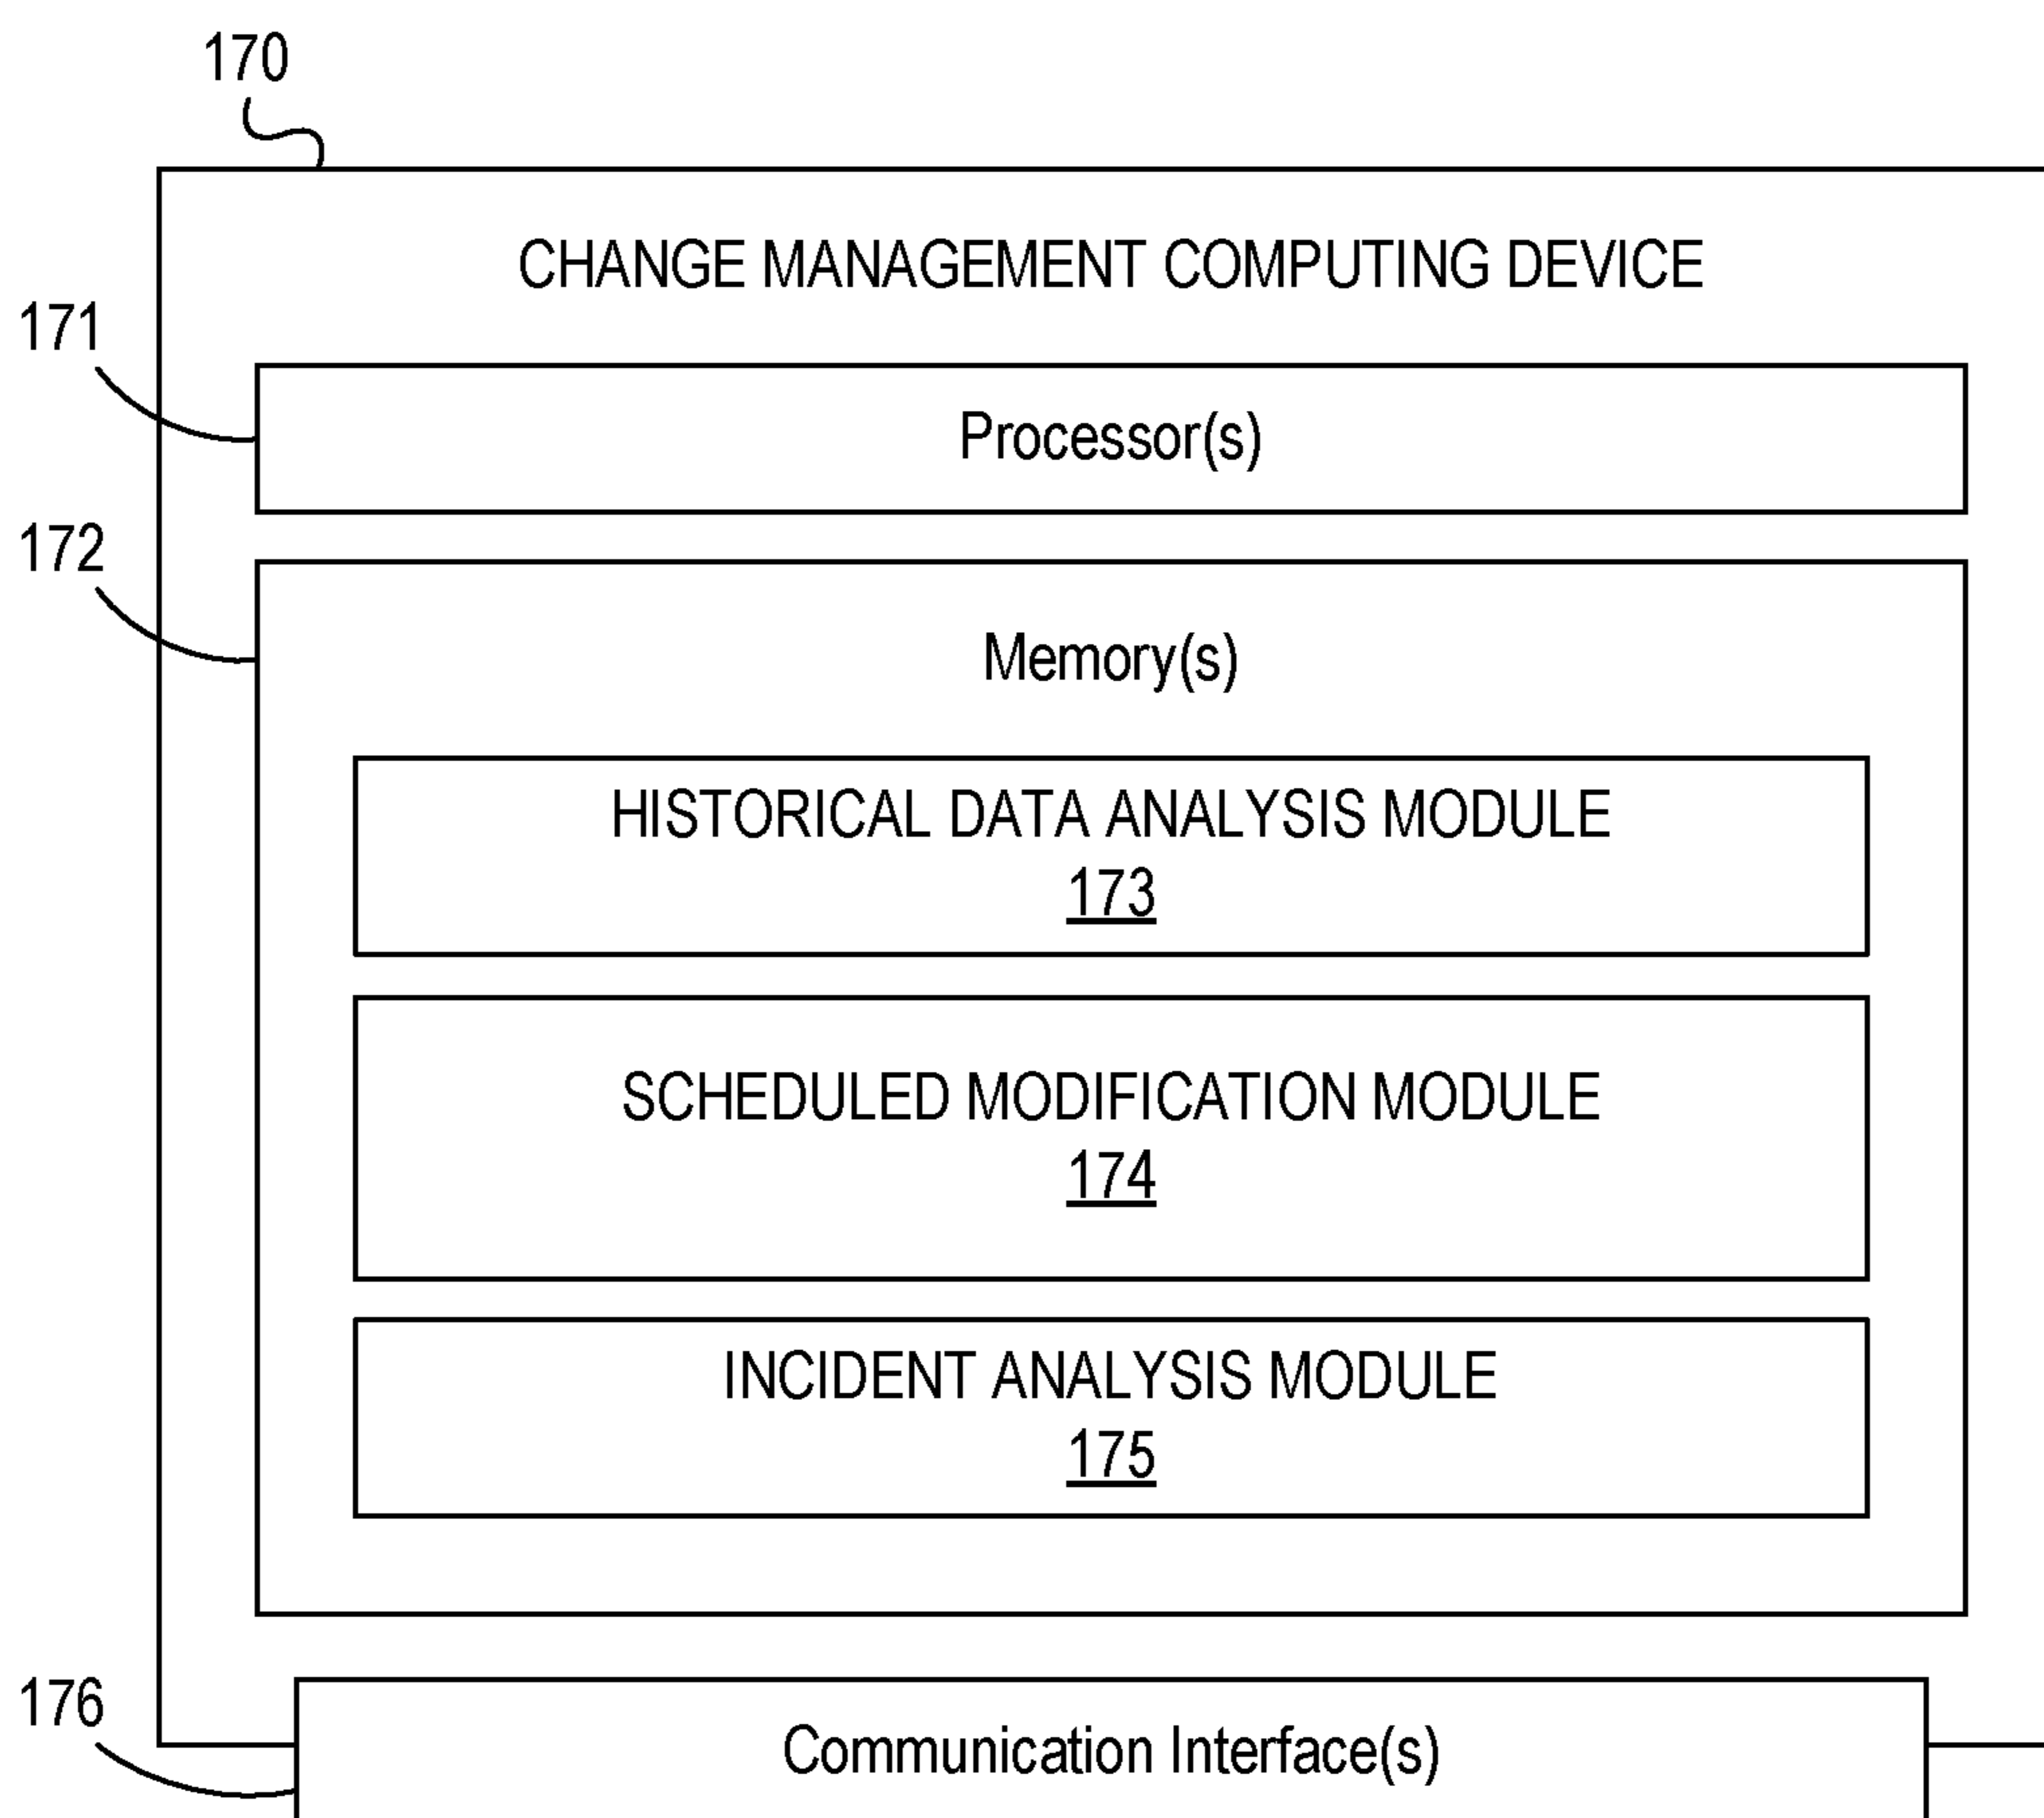 170
CHANGE MANAGEMENT COMPUTING DEVICE
171
Processor(s)
172
Memory(s)
HISTORICAL DATA ANALYSIS MODULE
173
SCHEDULED MODIFICATION MODULE
174
INCIDENT ANALYSIS MODULE
175
176
Communication Interface(s)